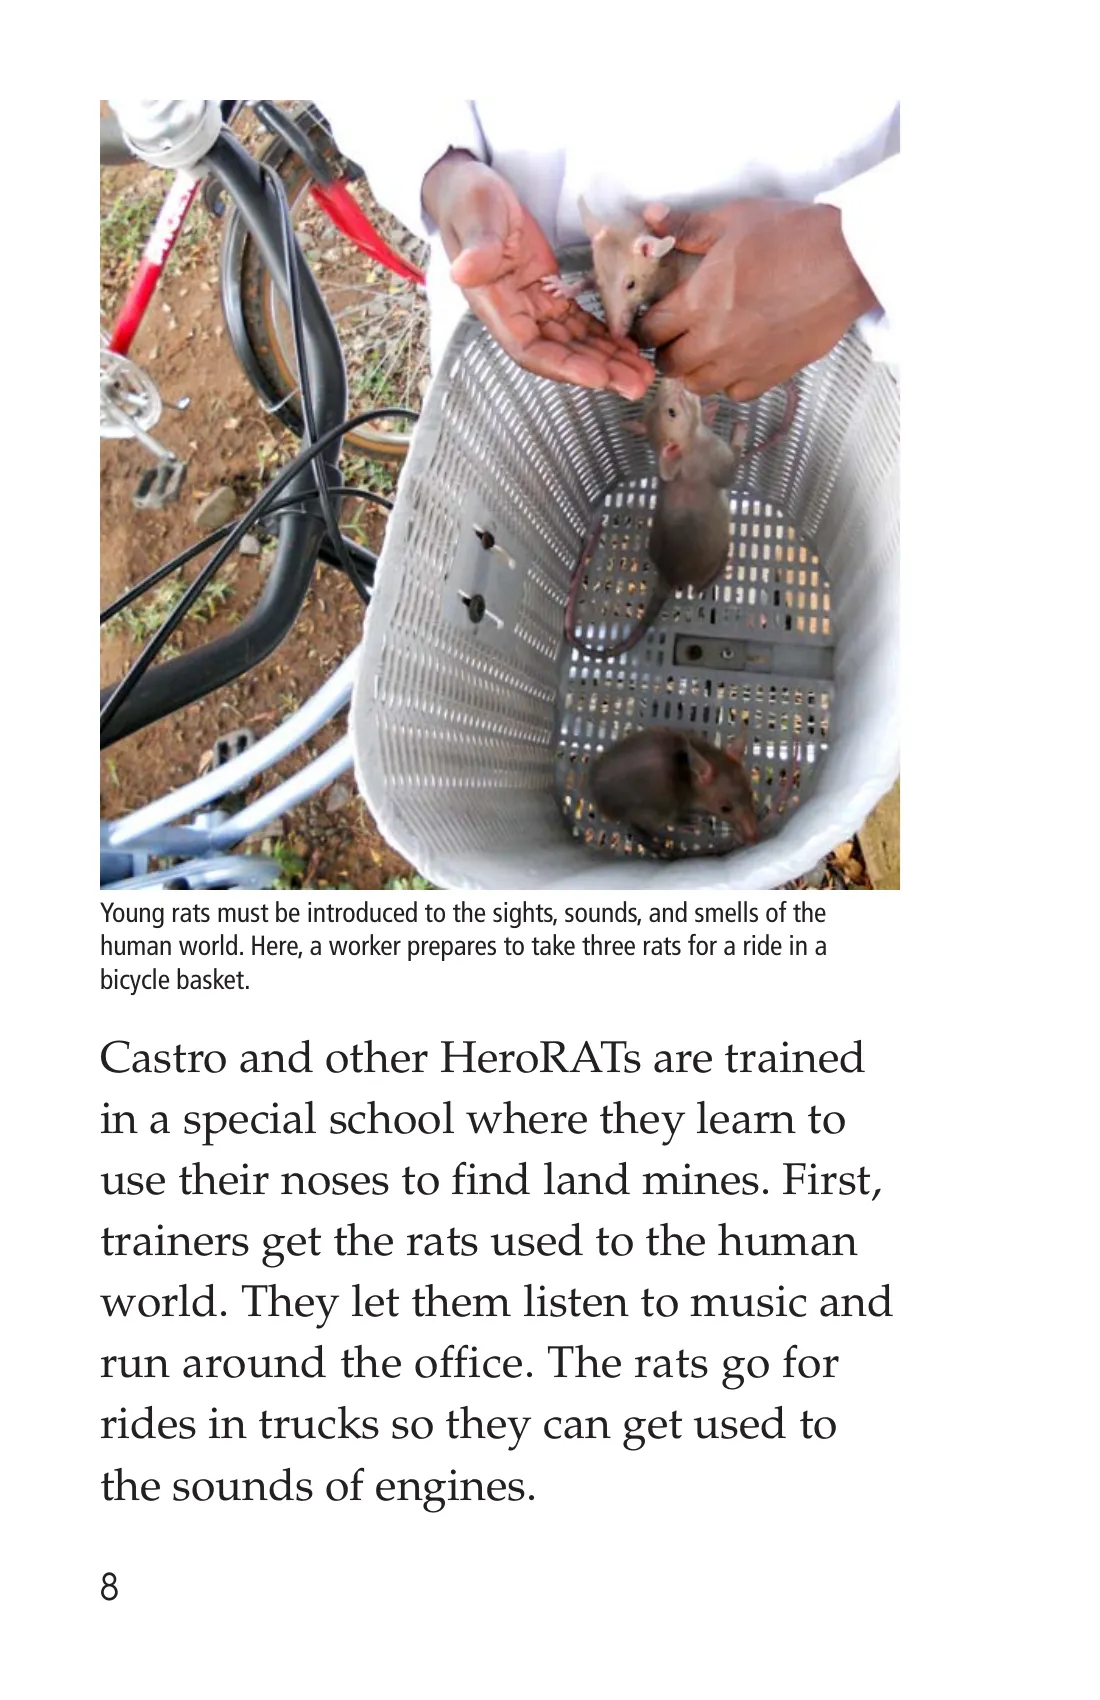 Young rats must be introduced to the sights, sounds, and smells of the
human world. Here, a worker prepares to take three rats for a ride in a
bicycle basket.
Castro and other HeroRATs are trained
in a special school where they learn to
use their noses to find land mines. First,
trainers get the rats used to the human
world. They let them listen to music and
run around the office. The rats go for
rides in trucks so they can get used to
the sounds of engines.
8